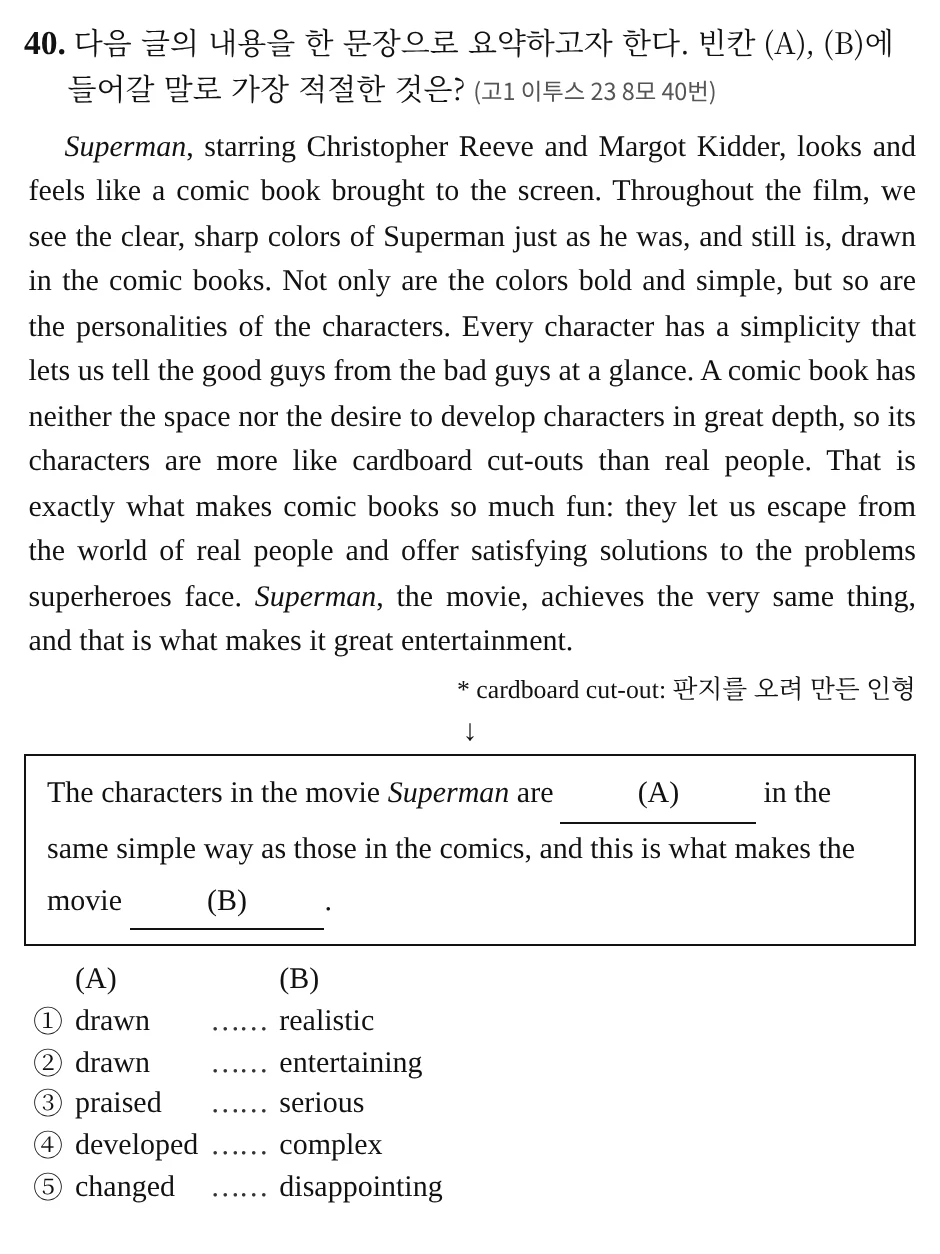 40. 다음 글의 내용을 한 문장으로 요약하고자 한다. 빈칸 (A), (B)에
들어갈 말로 가장 적절한 것은? (고1 이투스 23 8모 40번)
Superman, starring Christopher Reeve and Margot Kidder, looks and
feels like a comic book brought to the screen. Throughout the film, we
see the clear, sharp colors of Superman just as he was, and still is, drawn
in the comic books. Not only are the colors bold and simple, but so are
the personalities of the characters. Every character has a simplicity that
lets us tell the good guys from the bad guys at a glance. A comic book has
neither the space nor the desire to develop characters in great depth, so its
characters are more like cardboard cut-outs than real people. That is
exactly what makes comic books so much fun: they let us escape from
the world of real people and offer satisfying solutions to the problems
superheroes face. Superman, the movie, achieves the very same thing,
and that is what makes it great entertainment.
* cardboard cut-out: 판지를 오려 만든 인형
↓
The characters in the movie Superman are (A) in the
same simple way as those in the comics, and this is what makes the
movie (B).
(A) (B)
① drawn …… realistic
② drawn …… entertaining
③ praised …… serious
④ developed …… complex
⑤ changed …… disappointing